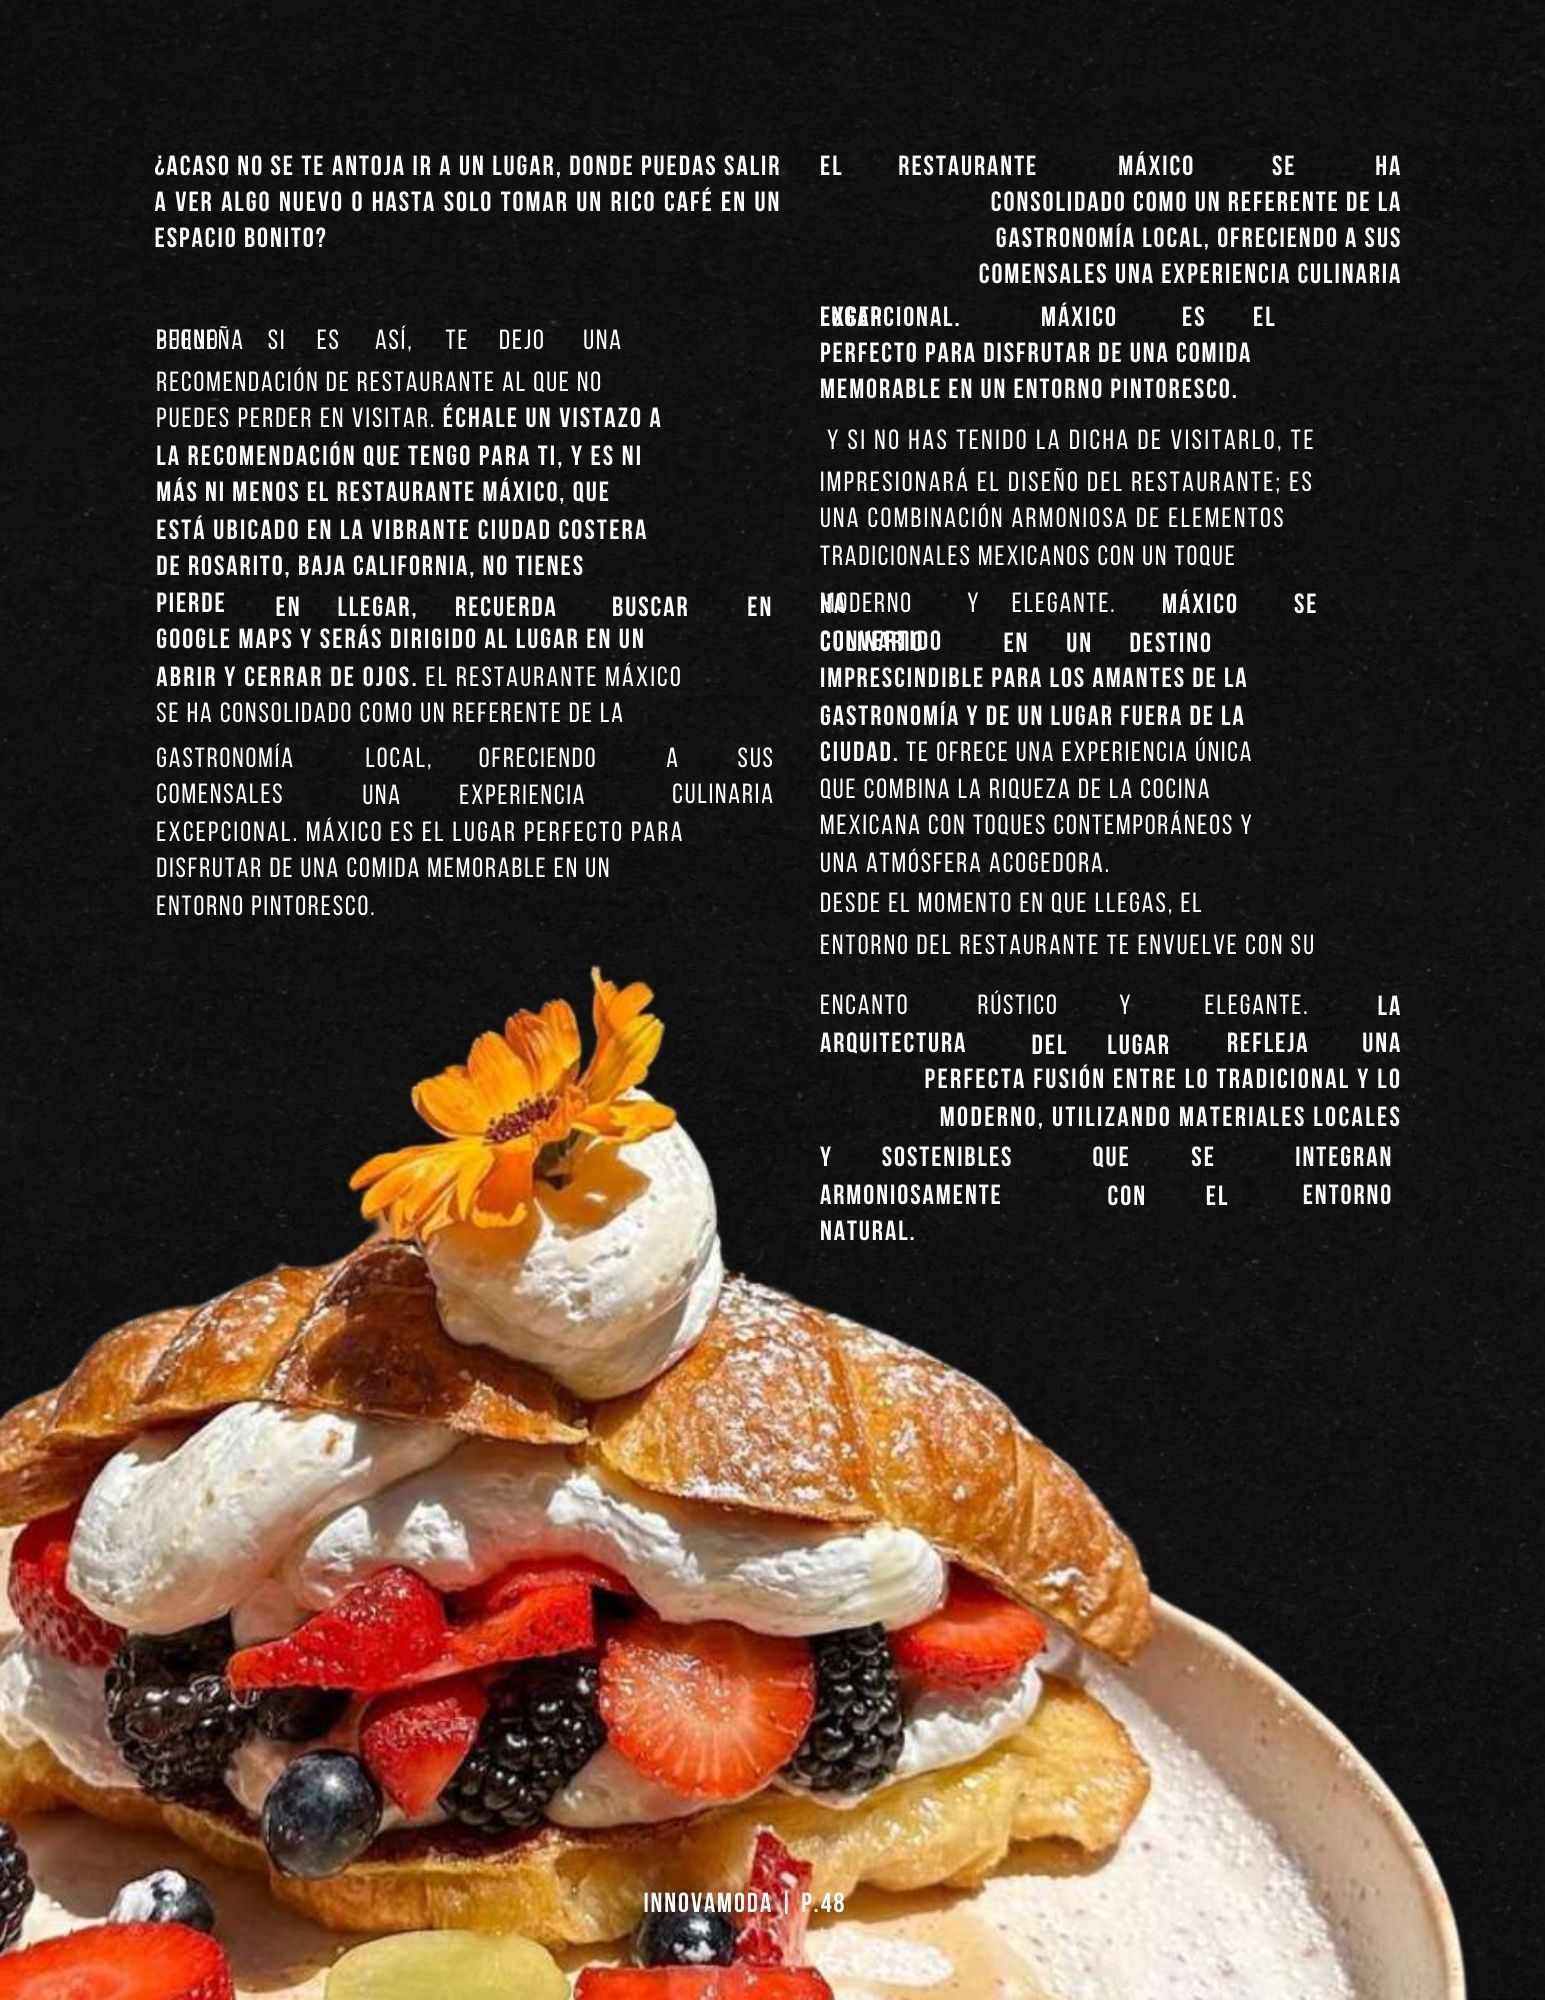 ¿ACASO NO SE TE ANTOJA IR A UN LUGAR, DONDE PUEDAS SALIR
A VER ALGO NUEVO O HASTA SOLO TOMAR UN RICO CAFÉ EN UN
ESPACIO BONITO?
SI ES ASÍ, TE DEJO UNA
RECOMENDACIÓN DE RESTAURANTE AL QUE NO
PUEDES PERDER EN VISITAR. ÉCHALE UN VISTAZO A
LA RECOMENDACIÓN QUE TENGO PARA TI, Y ES NI
MÁS NI MENOS EL RESTAURANTE MÁXICO, QUE
ESTÁ UBICADO EN LA VIBRANTE CIUDAD COSTERA
DE ROSARITO, BAJA CALIFORNIA, NO TIENES
PIERDE EN LLEGAR, RECUERDA BUSCAR EN
GOOGLE MAPS Y SERÁS DIRIGIDO AL LUGAR EN UN
ABRIR Y CERRAR DE OJOS. EL RESTAURANTE MÁXICO
SE HA CONSOLIDADO COMO UN REFERENTE DE LA
GASTRONOMÍA LOCAL, OFRECIENDO A SUS
COMENSALES UNA EXPERIENCIA CULINARIA
EXCEPCIONAL. MÁXICO ES EL LUGAR PERFECTO PARA
DISFRUTAR DE UNA COMIDA MEMORABLE EN UN
ENTORNO PINTORESCO.
EL RESTAURANTE MÁXICO SE HA
CONSOLIDADO COMO UN REFERENTE DE LA
GASTRONOMÍA LOCAL, OFRECIENDO A SUS
COMENSALES UNA EXPERIENCIA CULINARIA
EXCEPCIONAL. MÁXICO ES EL
PERFECTO PARA DISFRUTAR DE UNA COMIDA
MEMORABLE EN UN ENTORNO PINTORESCO.
Y SI NO HAS TENIDO LA DICHA DE VISITARLO, TE
IMPRESIONARÁ EL DISEÑO DEL RESTAURANTE; ES
UNA COMBINACIÓN ARMONIOSA DE ELEMENTOS
TRADICIONALES MEXICANOS CON UN TOQUE
MODERNO Y ELEGANTE. MÁXICO SE
EN UN DESTINO
IMPRESCINDIBLE PARA LOS AMANTES DE LA
GASTRONOMÍA Y DE UN LUGAR FUERA DE LA
CIUDAD. TE OFRECE UNA EXPERIENCIA ÚNICA
QUE COMBINA LA RIQUEZA DE LA COCINA
MEXICANA CON TOQUES CONTEMPORÁNEOS Y
UNA ATMÓSFERA ACOGEDORA.
DESDE EL MOMENTO EN QUE LLEGAS, EL
ENTORNO DEL RESTAURANTE TE ENVUELVE CON SU
ENCANTO RÚSTICO Y ELEGANTE. LA
ARQUITECTURA DEL LUGAR REFLEJA UNA
PERFECTA FUSIÓN ENTRE LO TRADICIONAL Y LO
MODERNO, UTILIZANDO MATERIALES LOCALES
Y SOSTENIBLES QUE SE INTEGRAN
ARMONIOSAMENTE CON EL ENTORNO
NATURAL.
INNOVAMODA | P.48